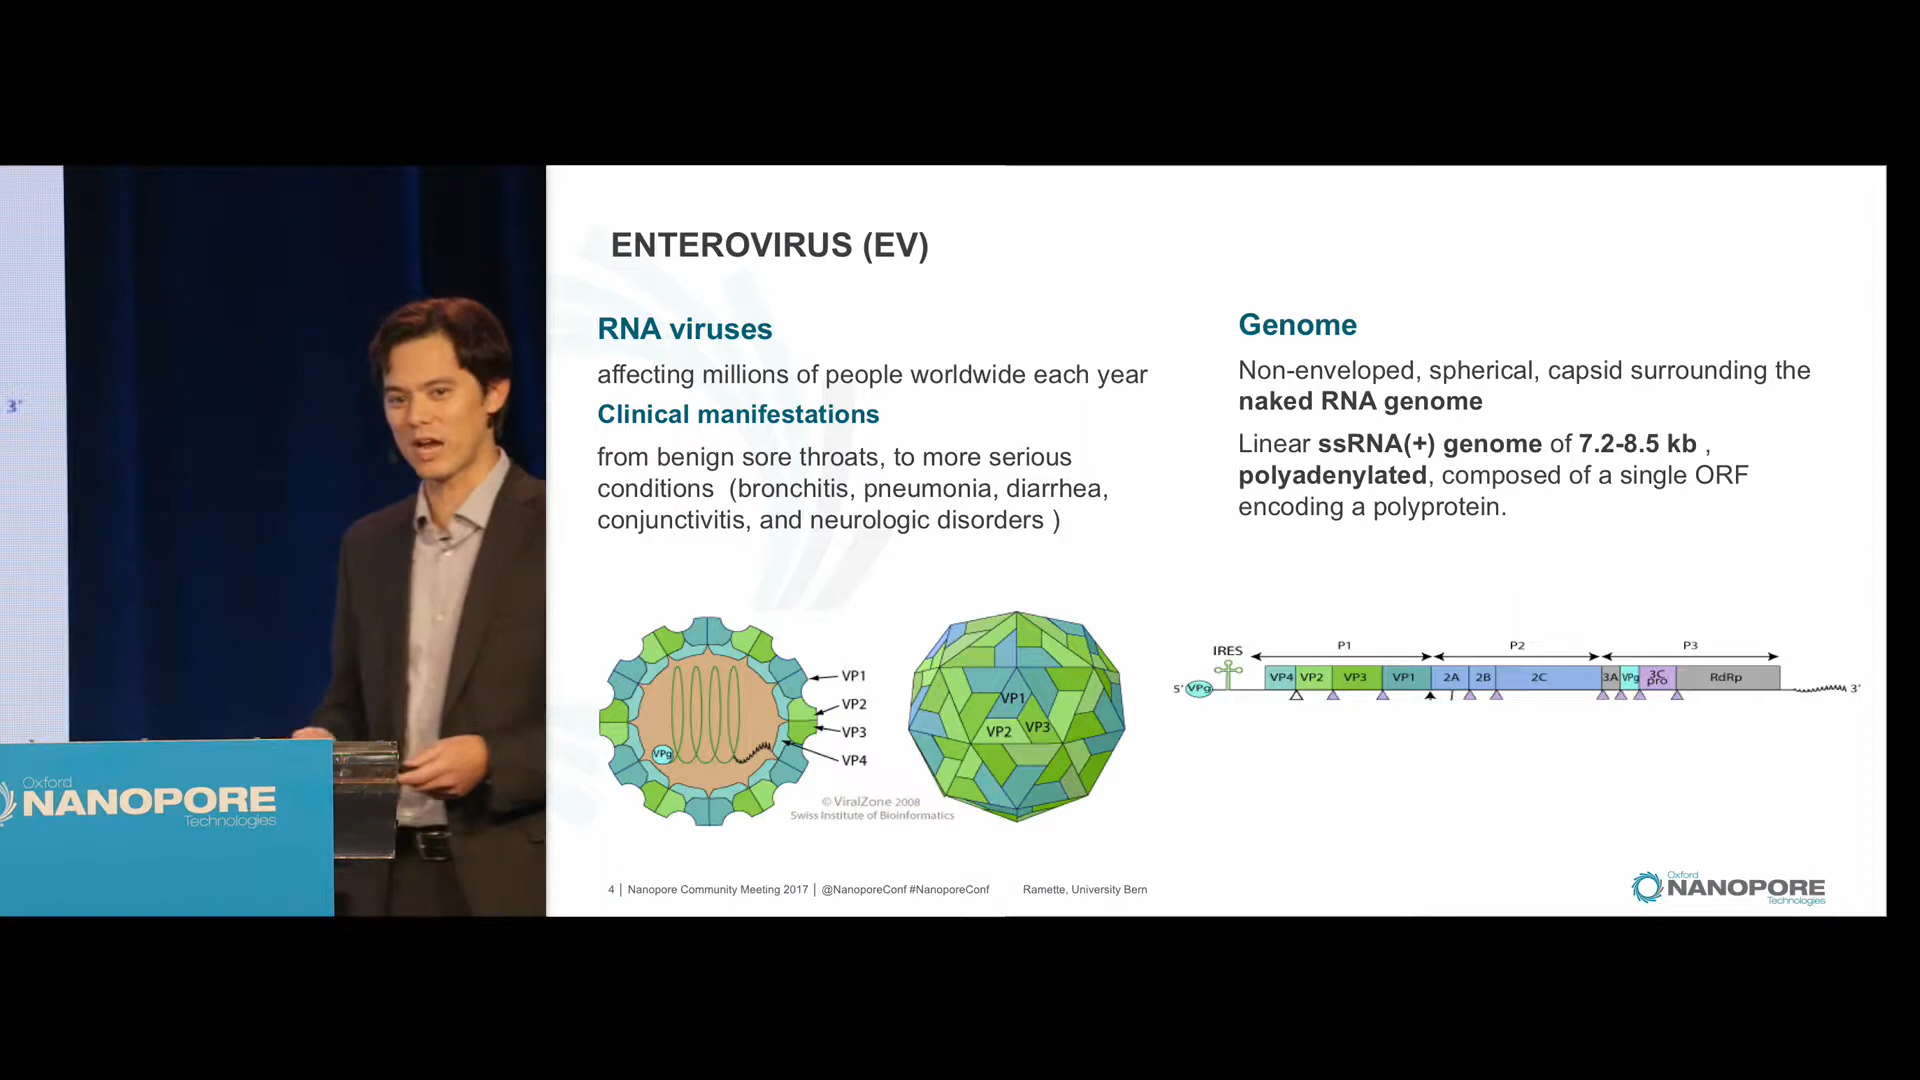 3'
Oxford
NANOPORE
Technologies
ENTEROVIRUS (EV)
RNA viruses
affecting millions of people worldwide each year
Clinical manifestations
from benign sore throats, to more serious
conditions (bronchitis, pneumonia, diarrhea,
conjunctivitis, and neurologic disorders )
Genome
Non-enveloped, spherical, capsid surrounding the
naked RNA genome
Linear ssRNA(+) genome of 7.2-8.5 kb ,
polyadenylated, composed of a single ORF
encoding a polyprotein.
VP1
VP2
VP3
VP4
VPg
VP1
VP2 VP3
© ViralZone 2008
Swiss Institute of Bioinformatics
IRES P1 P2 P3
5' VPg VP4 VP2 VP3 VP1 2A 2B 2C 3A VPg 3C pro RdRp 3'
4 | Nanopore Community Meeting 2017 | @NanoporeConf #NanoporeConf Ramette, University Bern
Oxford
NANOPORE
Technologies